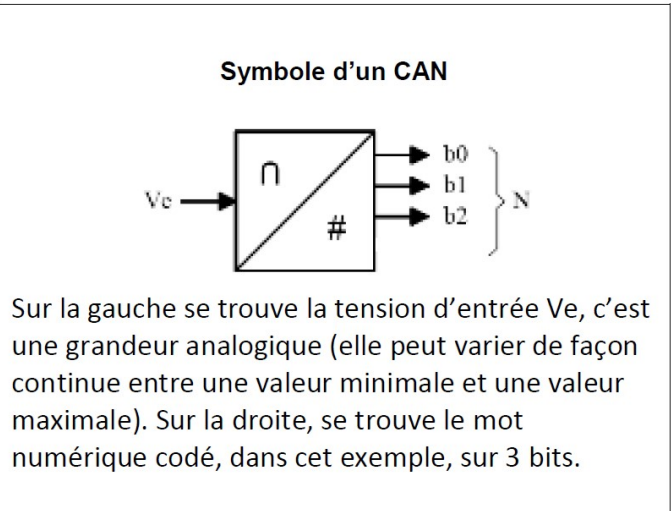 Symbole d'un CAN
∩
#
Ve
b0
b1
b2
N
Sur la gauche se trouve la tension d'entrée Ve, c'est
une grandeur analogique (elle peut varier de façon
continue entre une valeur minimale et une valeur
maximale). Sur la droite, se trouve le mot
numérique codé, dans cet exemple, sur 3 bits.